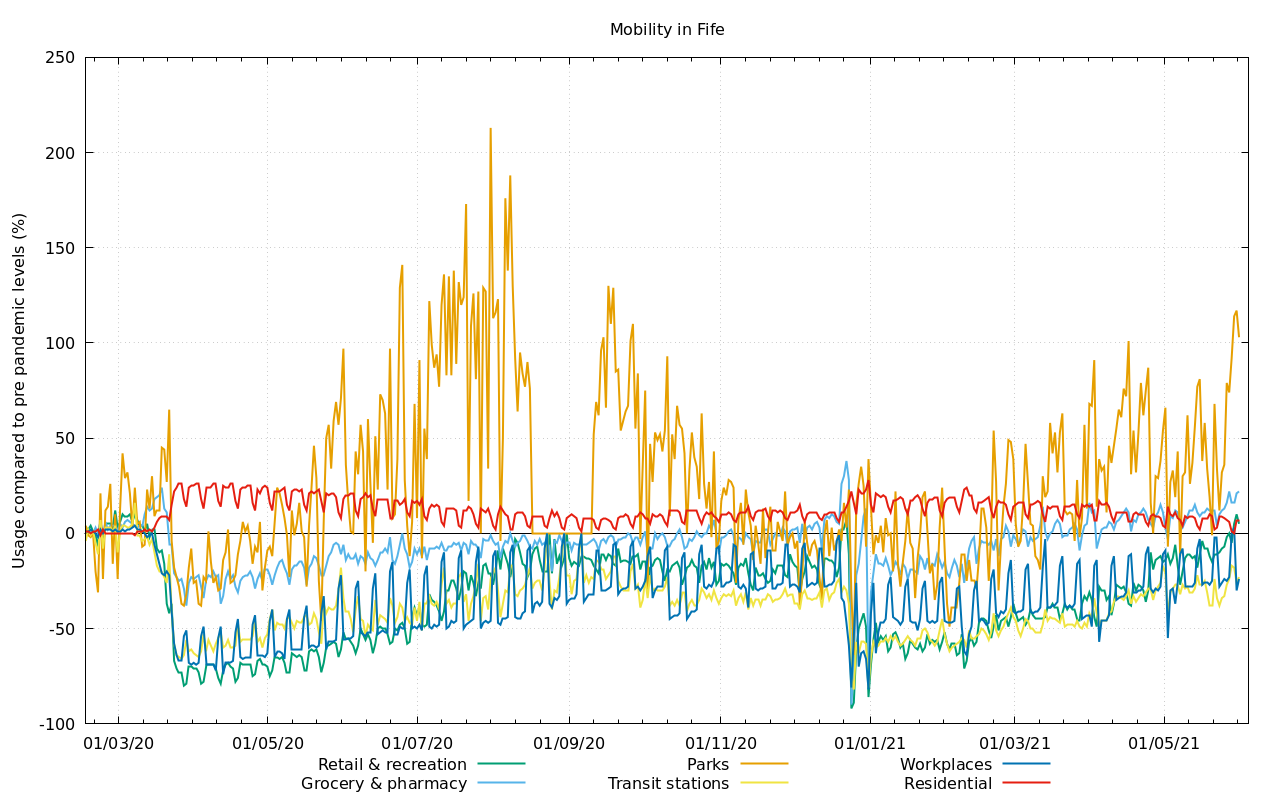 Mobility in Fife
Usage compared to pre pandemic levels (%)
250
200
150
100
50
0
-50
-100
01/03/20 01/05/20 01/07/20 01/09/20 01/11/20 01/01/21 01/03/21 01/05/21
Retail & recreation Parks Workplaces
Grocery & pharmacy Transit stations Residential